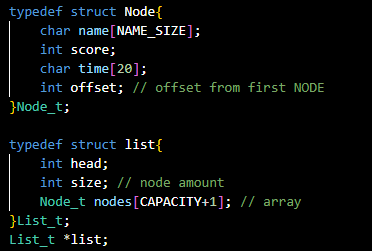 typedef struct Node{
    char name[NAME_SIZE];
    int score;
    char time[20];
    int offset; // offset from first NODE
}Node_t;

typedef struct list{
    int head;
    int size; // node amount
    Node_t nodes[CAPACITY+1]; // array
}List_t;
List_t *list;